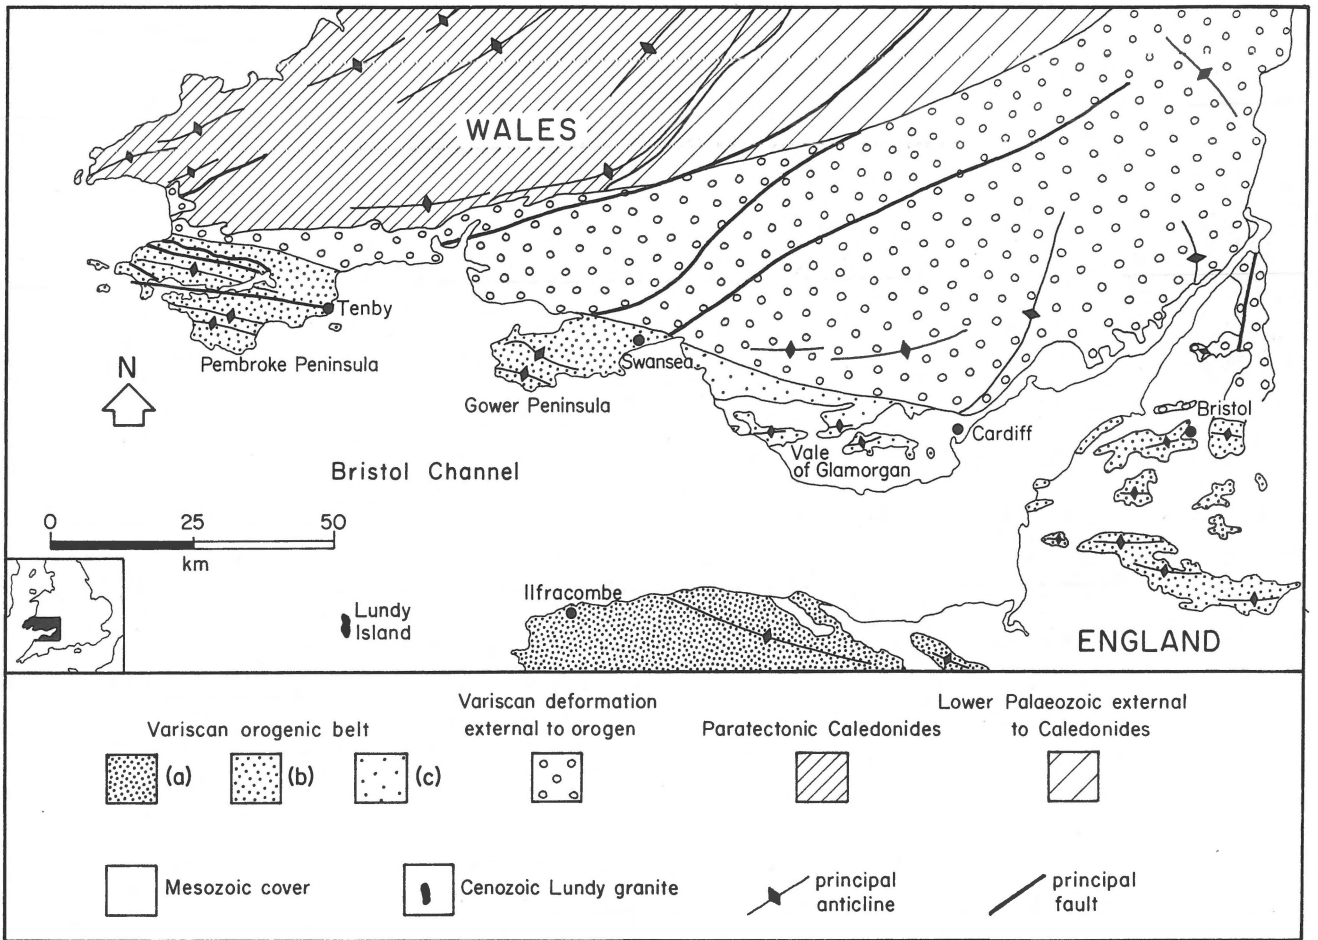 WALES
Tenby
Pembroke Peninsula
N
Swansea
Gower Peninsula
Bristol
Cardiff
Vale
of Glamorgan
Bristol Channel
0 25 50
km
Ilfracombe
Lundy
Island
ENGLAND
Variscan orogenic belt
(a) (b) (c)
Variscan deformation
external to orogen
Paratectonic Caledonides
Lower Palaeozoic external
to Caledonides
Mesozoic cover
Cenozoic Lundy granite
principal
anticline
principal
fault